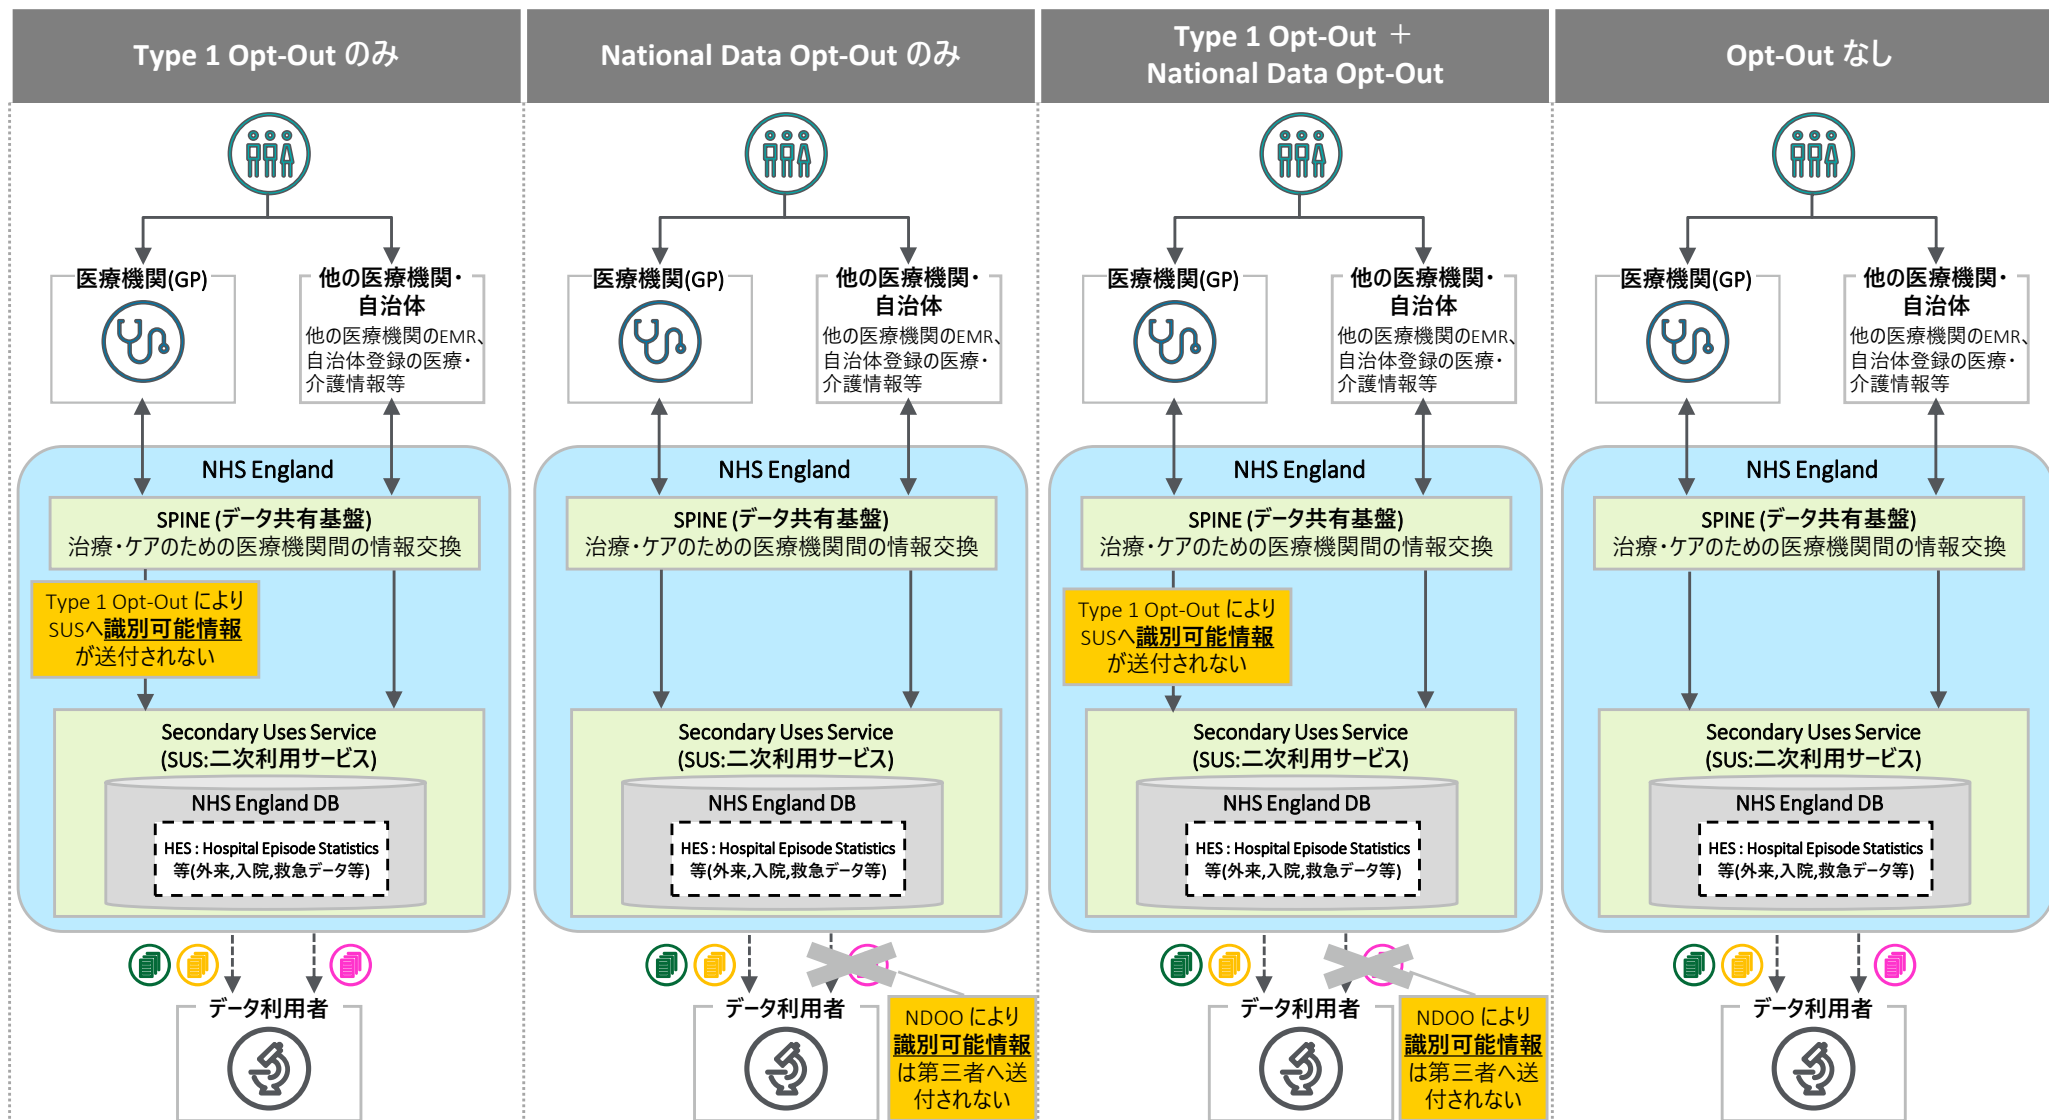 Type 1 Opt-Out のみ
医療機関(GP)
他の医療機関・
自治体
他の医療機関のEMR、
自治体登録の医療・
介護情報等
NHS England
SPINE (データ共有基盤)
治療・ケアのための医療機関間の情報交換
Type 1 Opt-Out により
SUSへ識別可能情報
が送付されない
Secondary Uses Service
(SUS:二次利用サービス)
NHS England DB
HES : Hospital Episode Statistics
等(外来,入院,救急データ等)
データ利用者
National Data Opt-Out のみ
医療機関(GP)
他の医療機関・
自治体
他の医療機関のEMR、
自治体登録の医療・
介護情報等
NHS England
SPINE (データ共有基盤)
治療・ケアのための医療機関間の情報交換
Secondary Uses Service
(SUS:二次利用サービス)
NHS England DB
HES : Hospital Episode Statistics
等(外来,入院,救急データ等)
データ利用者
NDOO により
識別可能情報
は第三者へ送
付されない
Type 1 Opt-Out ＋
National Data Opt-Out
医療機関(GP)
他の医療機関・
自治体
他の医療機関のEMR、
自治体登録の医療・
介護情報等
NHS England
SPINE (データ共有基盤)
治療・ケアのための医療機関間の情報交換
Type 1 Opt-Out により
SUSへ識別可能情報
が送付されない
Secondary Uses Service
(SUS:二次利用サービス)
NHS England DB
HES : Hospital Episode Statistics
等(外来,入院,救急データ等)
データ利用者
NDOO により
識別可能情報
は第三者へ送
付されない
Opt-Out なし
医療機関(GP)
他の医療機関・
自治体
他の医療機関のEMR、
自治体登録の医療・
介護情報等
NHS England
SPINE (データ共有基盤)
治療・ケアのための医療機関間の情報交換
Secondary Uses Service
(SUS:二次利用サービス)
NHS England DB
HES : Hospital Episode Statistics
等(外来,入院,救急データ等)
データ利用者